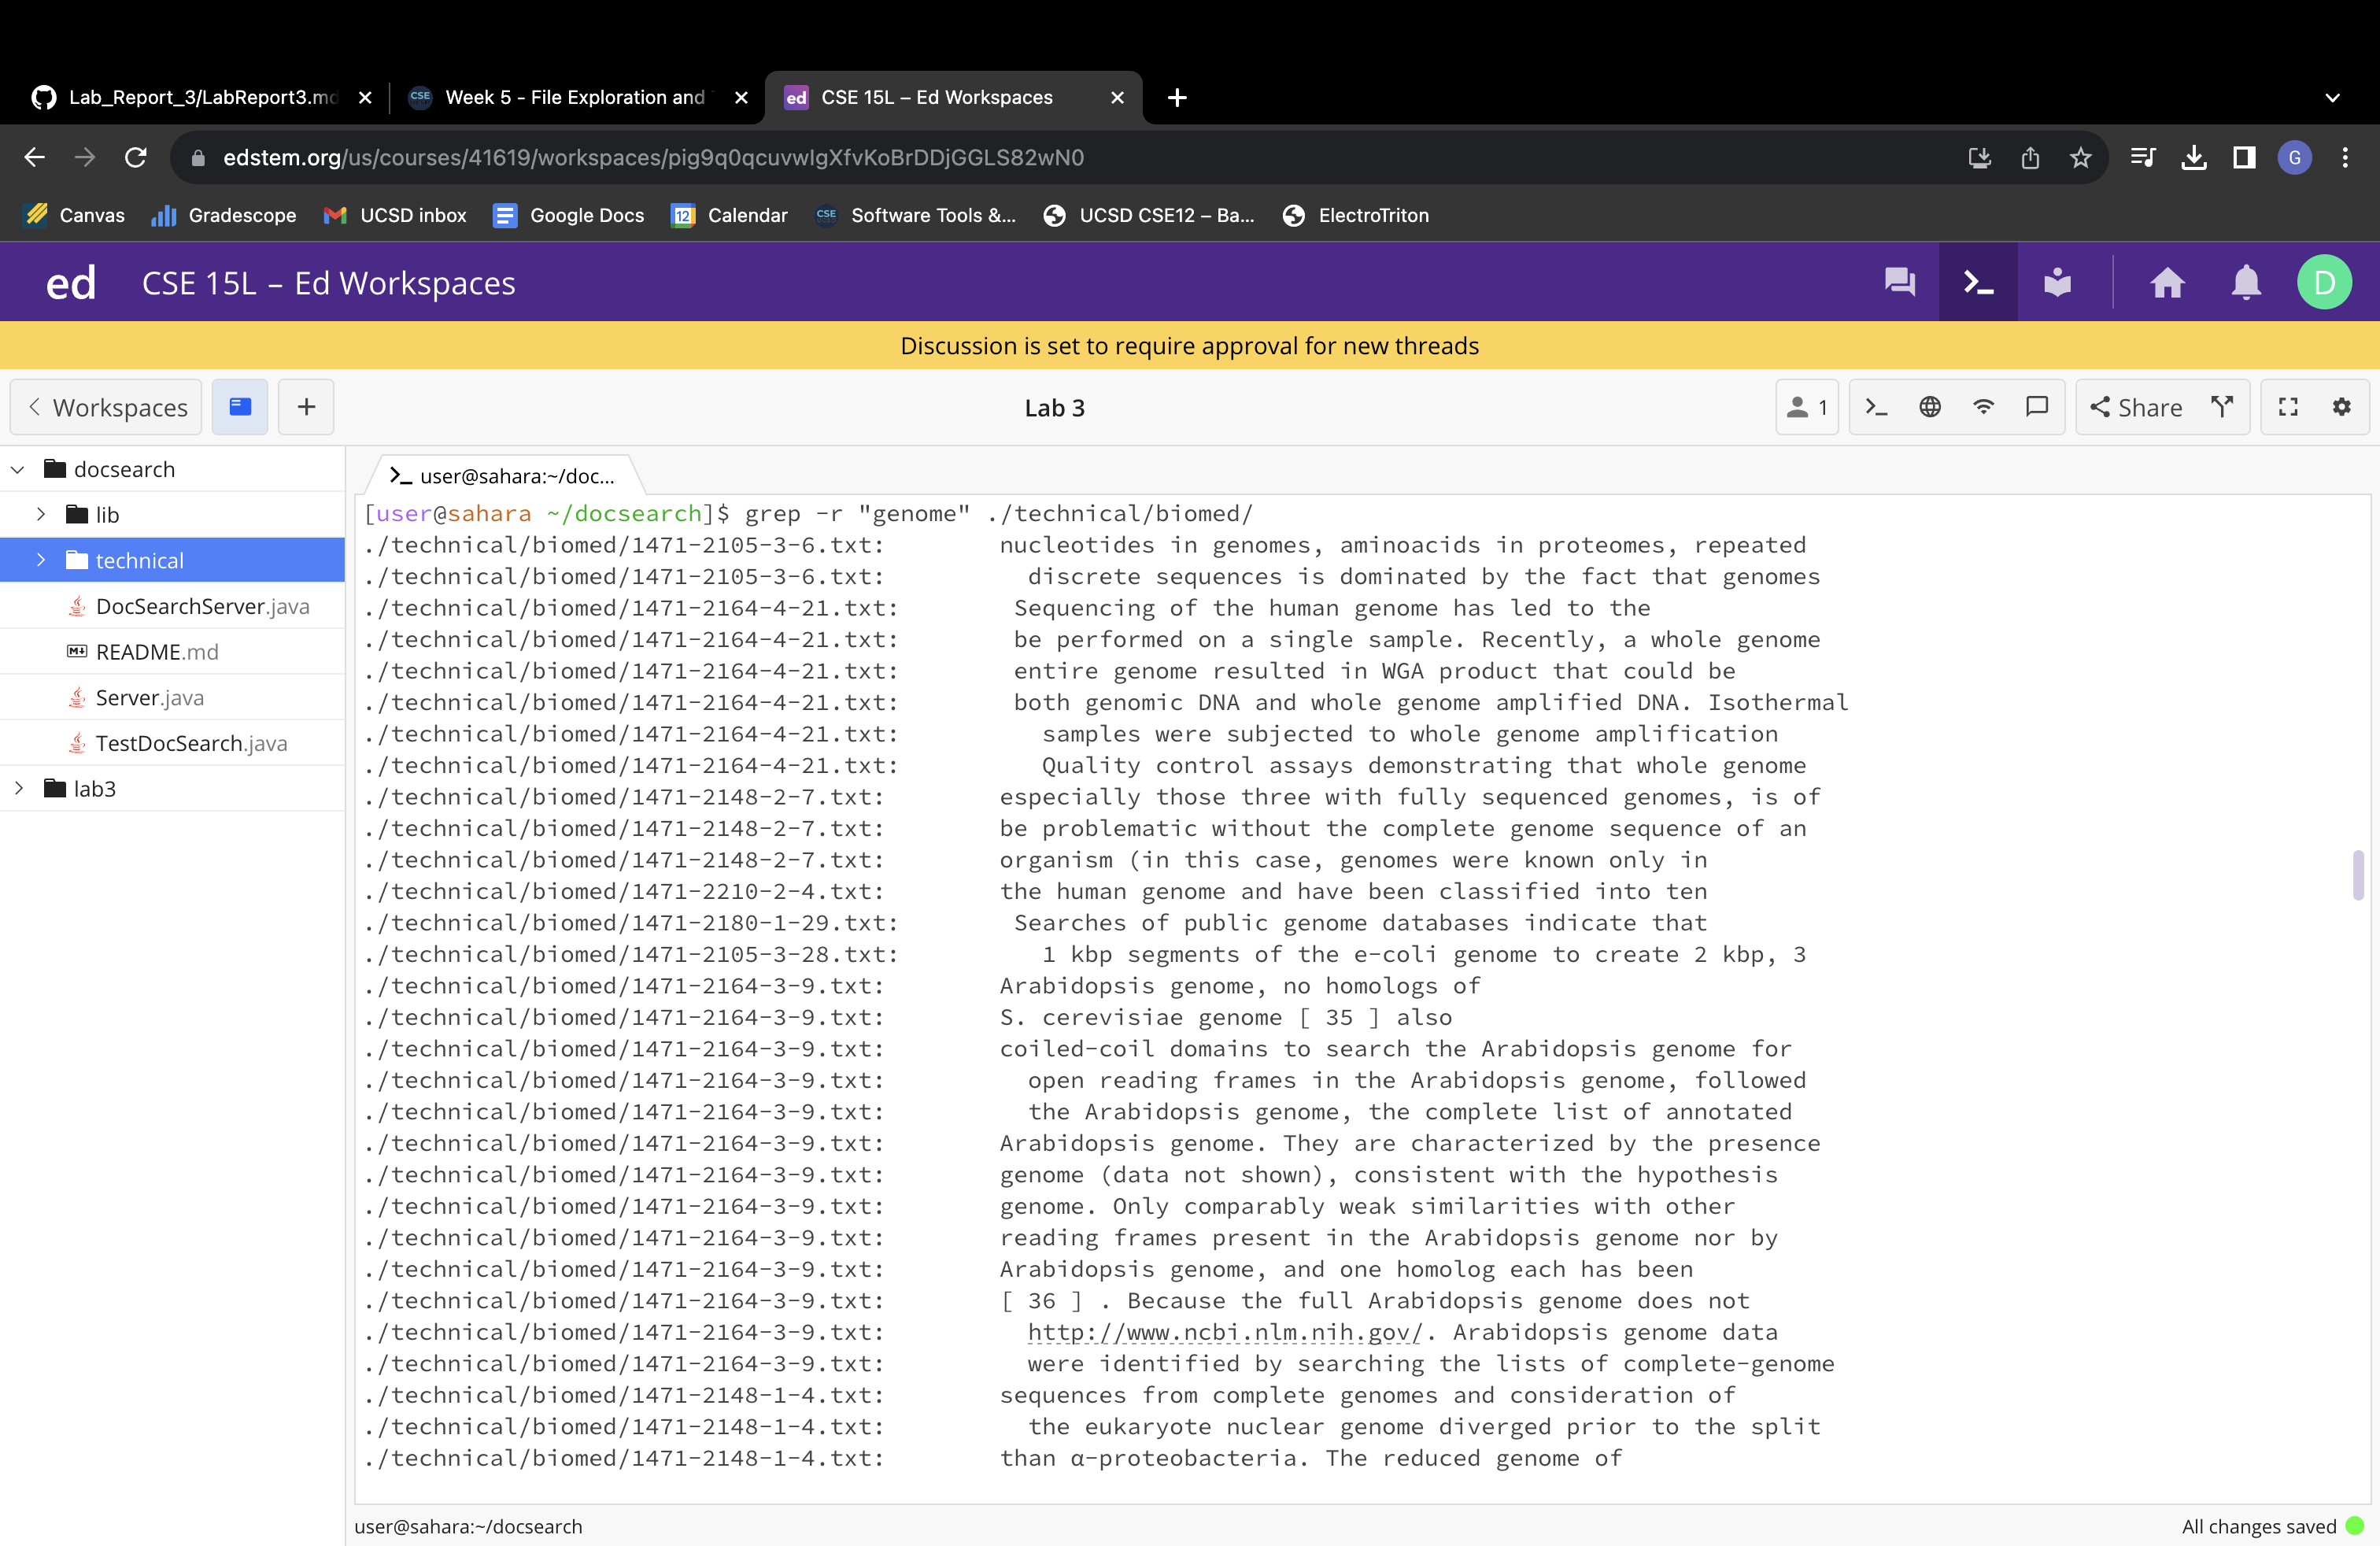 Lab_Report_3/LabReport3.md
CSE Week 5 - File Exploration and
ed CSE 15L – Ed Workspaces
edstem.org/us/courses/41619/workspaces/pig9q0qcuvwIgXfvKoBrDDjGGLS82wN0
G
Canvas
Gradescope
UCSD inbox
Google Docs
12 Calendar
CSE Software Tools &...
UCSD CSE12 – Ba...
ElectroTriton
ed CSE 15L – Ed Workspaces
D
Discussion is set to require approval for new threads
Workspaces
Lab 3
1
Share
docsearch
lib
technical
DocSearchServer.java
README.md
Server.java
TestDocSearch.java
lab3
user@sahara:~/doc...
[user@sahara ~/docsearch]$ grep -r "genome" ./technical/biomed/
./technical/biomed/1471-2105-3-6.txt:        nucleotides in genomes, aminoacids in proteomes, repeated
./technical/biomed/1471-2105-3-6.txt:          discrete sequences is dominated by the fact that genomes
./technical/biomed/1471-2164-4-21.txt:        Sequencing of the human genome has led to the
./technical/biomed/1471-2164-4-21.txt:        be performed on a single sample. Recently, a whole genome
./technical/biomed/1471-2164-4-21.txt:        entire genome resulted in WGA product that could be
./technical/biomed/1471-2164-4-21.txt:        both genomic DNA and whole genome amplified DNA. Isothermal
./technical/biomed/1471-2164-4-21.txt:          samples were subjected to whole genome amplification
./technical/biomed/1471-2164-4-21.txt:          Quality control assays demonstrating that whole genome
./technical/biomed/1471-2148-2-7.txt:        especially those three with fully sequenced genomes, is of
./technical/biomed/1471-2148-2-7.txt:        be problematic without the complete genome sequence of an
./technical/biomed/1471-2148-2-7.txt:        organism (in this case, genomes were known only in
./technical/biomed/1471-2210-2-4.txt:        the human genome and have been classified into ten
./technical/biomed/1471-2180-1-29.txt:        Searches of public genome databases indicate that
./technical/biomed/1471-2105-3-28.txt:          1 kbp segments of the e-coli genome to create 2 kbp, 3
./technical/biomed/1471-2164-3-9.txt:        Arabidopsis genome, no homologs of
./technical/biomed/1471-2164-3-9.txt:        S. cerevisiae genome [ 35 ] also
./technical/biomed/1471-2164-3-9.txt:        coiled-coil domains to search the Arabidopsis genome for
./technical/biomed/1471-2164-3-9.txt:          open reading frames in the Arabidopsis genome, followed
./technical/biomed/1471-2164-3-9.txt:          the Arabidopsis genome, the complete list of annotated
./technical/biomed/1471-2164-3-9.txt:        Arabidopsis genome. They are characterized by the presence
./technical/biomed/1471-2164-3-9.txt:        genome (data not shown), consistent with the hypothesis
./technical/biomed/1471-2164-3-9.txt:        genome. Only comparably weak similarities with other
./technical/biomed/1471-2164-3-9.txt:        reading frames present in the Arabidopsis genome nor by
./technical/biomed/1471-2164-3-9.txt:        Arabidopsis genome, and one homolog each has been
./technical/biomed/1471-2164-3-9.txt:        [ 36 ] . Because the full Arabidopsis genome does not
./technical/biomed/1471-2164-3-9.txt:          http://www.ncbi.nlm.nih.gov/. Arabidopsis genome data
./technical/biomed/1471-2164-3-9.txt:          were identified by searching the lists of complete-genome
./technical/biomed/1471-2148-1-4.txt:        sequences from complete genomes and consideration of
./technical/biomed/1471-2148-1-4.txt:          the eukaryote nuclear genome diverged prior to the split
./technical/biomed/1471-2148-1-4.txt:        than α-proteobacteria. The reduced genome of
user@sahara:~/docsearch
All changes saved